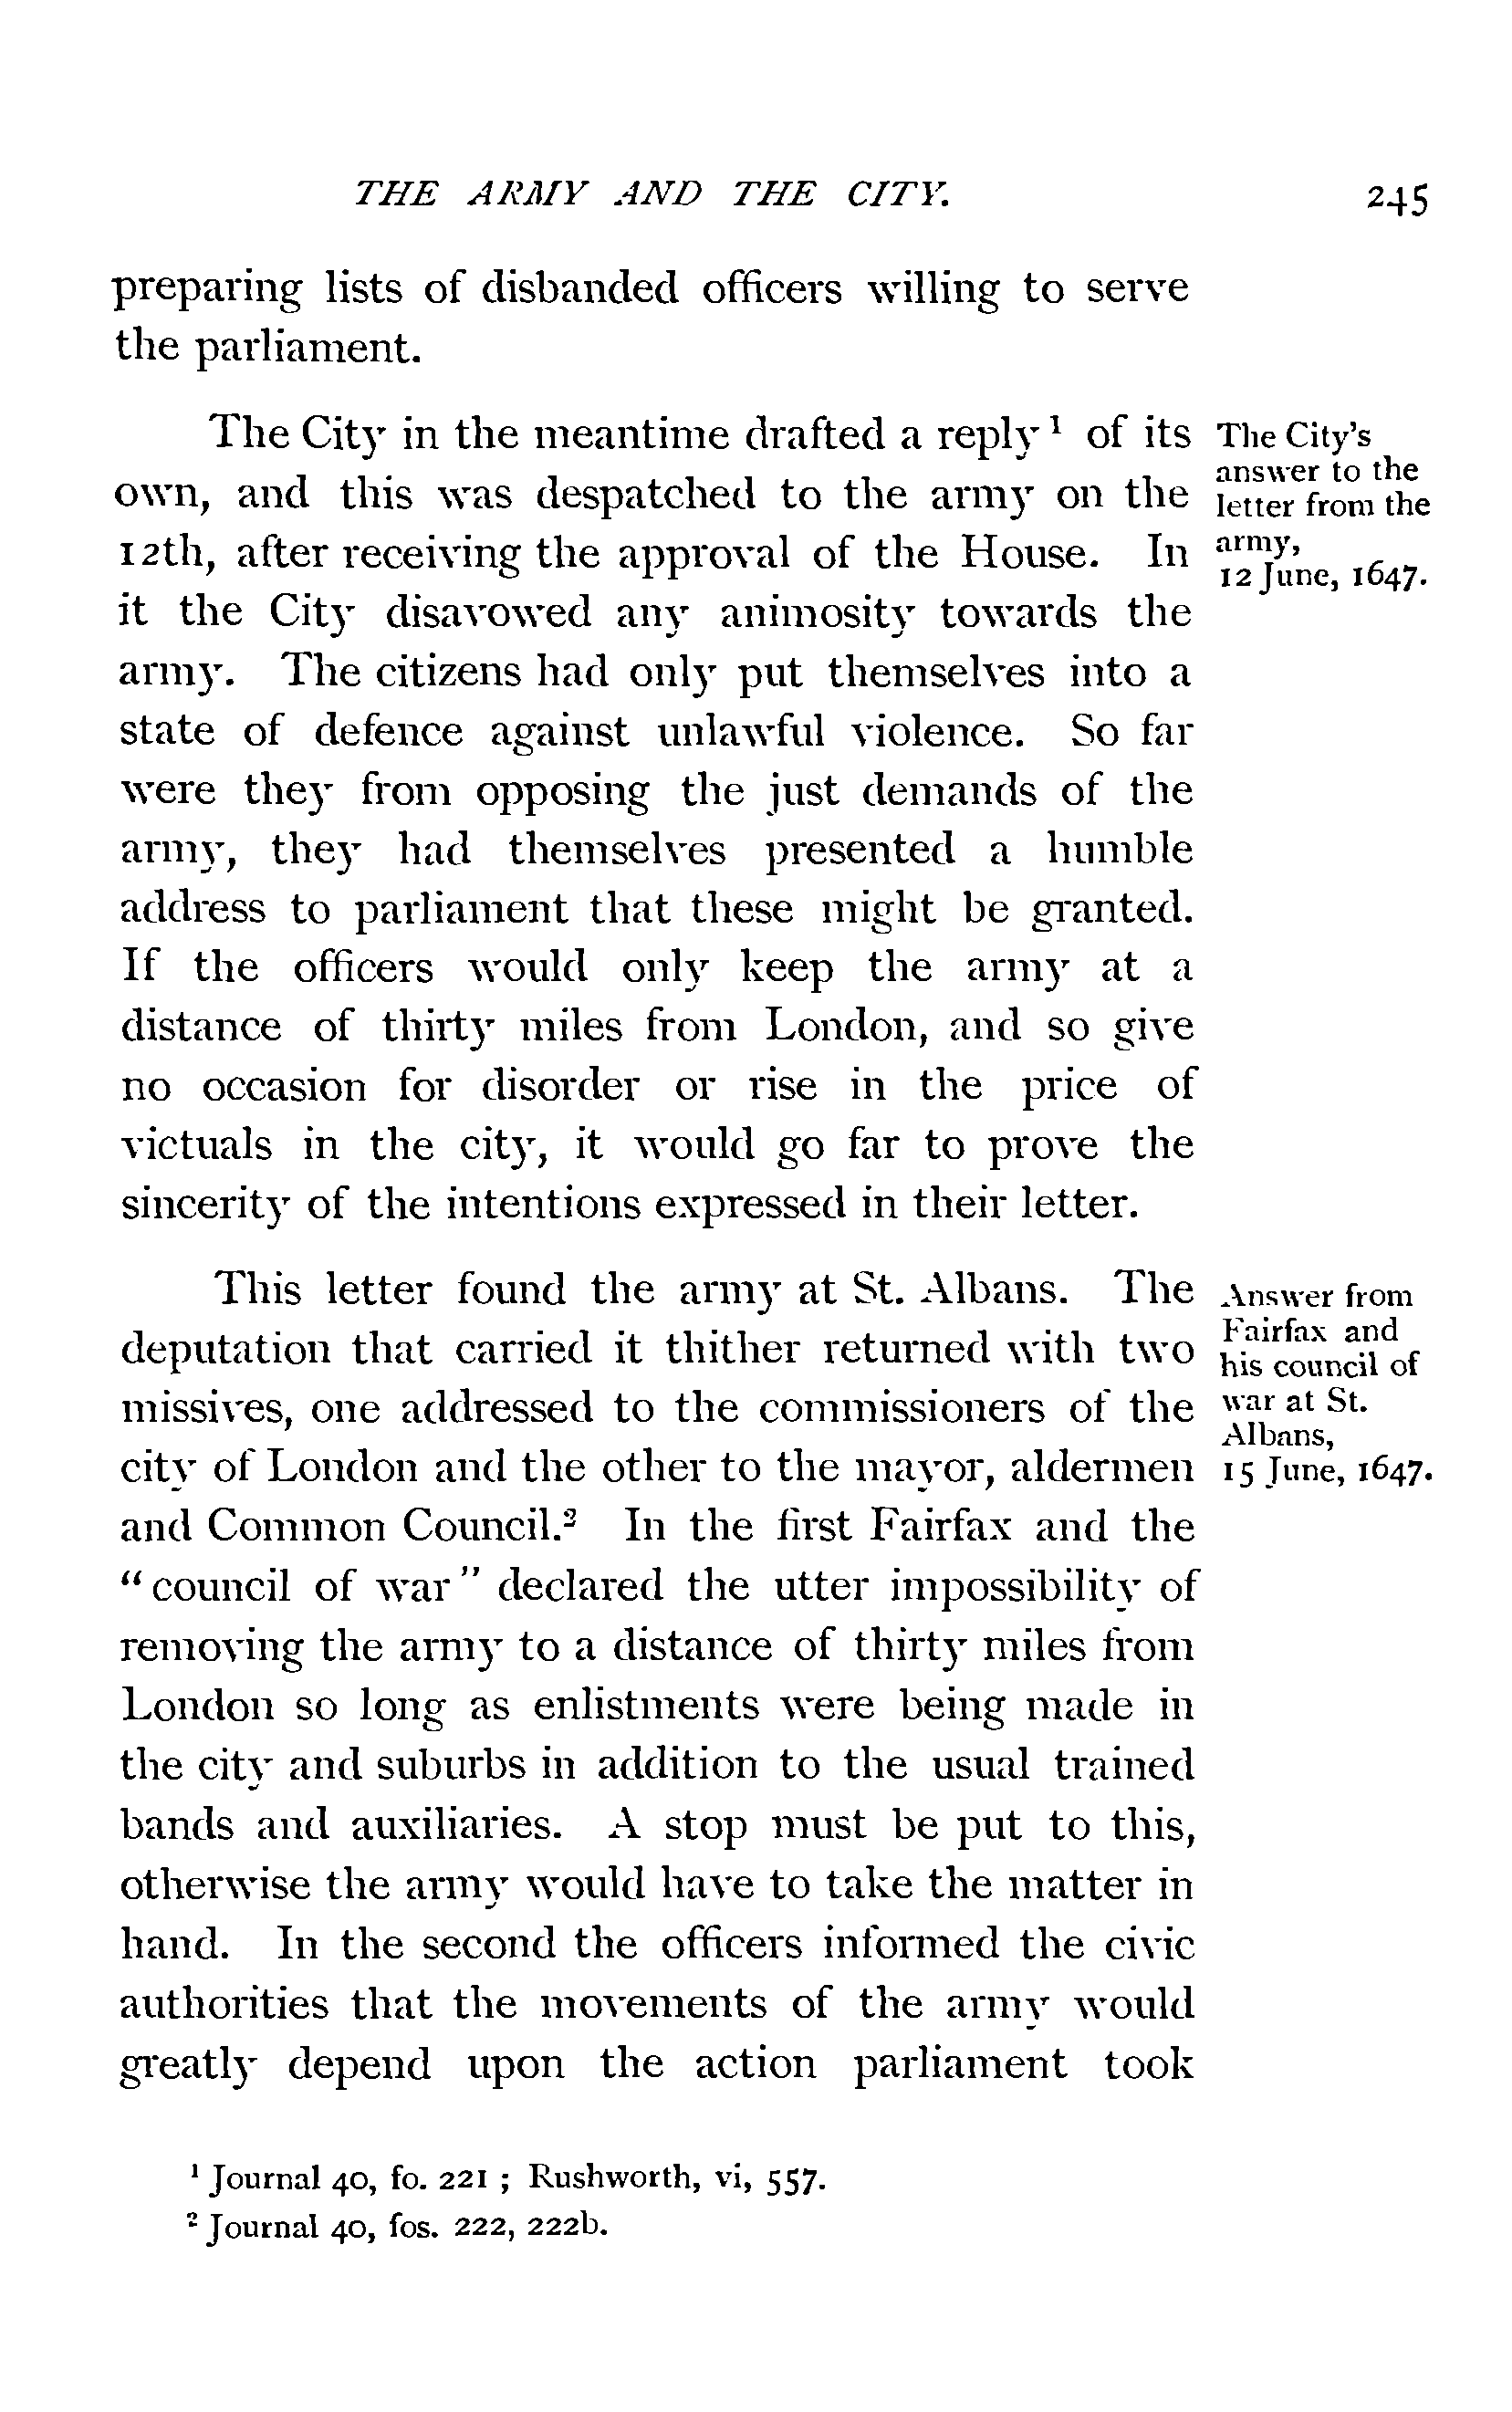 THE ARMY AND THE CITY. 245
preparing lists of disbanded officers willing to serve
the parliament.
The City in the meantime drafted a reply¹ of its
own, and this was despatched to the army on the
12th, after receiving the approval of the House. In
it the City disavowed any animosity towards the
army. The citizens had only put themselves into a
state of defence against unlawful violence. So far
were they from opposing the just demands of the
army, they had themselves presented a humble
address to parliament that these might be granted.
If the officers would only keep the army at a
distance of thirty miles from London, and so give
no occasion for disorder or rise in the price of
victuals in the city, it would go far to prove the
sincerity of the intentions expressed in their letter.
The City's
answer to the
letter from the
army,
12 June, 1647.
This letter found the army at St. Albans. The
deputation that carried it thither returned with two
missives, one addressed to the commissioners of the
city of London and the other to the mayor, aldermen
and Common Council.² In the first Fairfax and the
"council of war" declared the utter impossibility of
removing the army to a distance of thirty miles from
London so long as enlistments were being made in
the city and suburbs in addition to the usual trained
bands and auxiliaries. A stop must be put to this,
otherwise the army would have to take the matter in
hand. In the second the officers informed the civic
authorities that the movements of the army would
greatly depend upon the action parliament took
Answer from
Fairfax and
his council of
war at St.
Albans,
15 June, 1647.
¹ Journal 40, fo. 221 ; Rushworth, vi, 557.
² Journal 40, fos. 222, 222b.